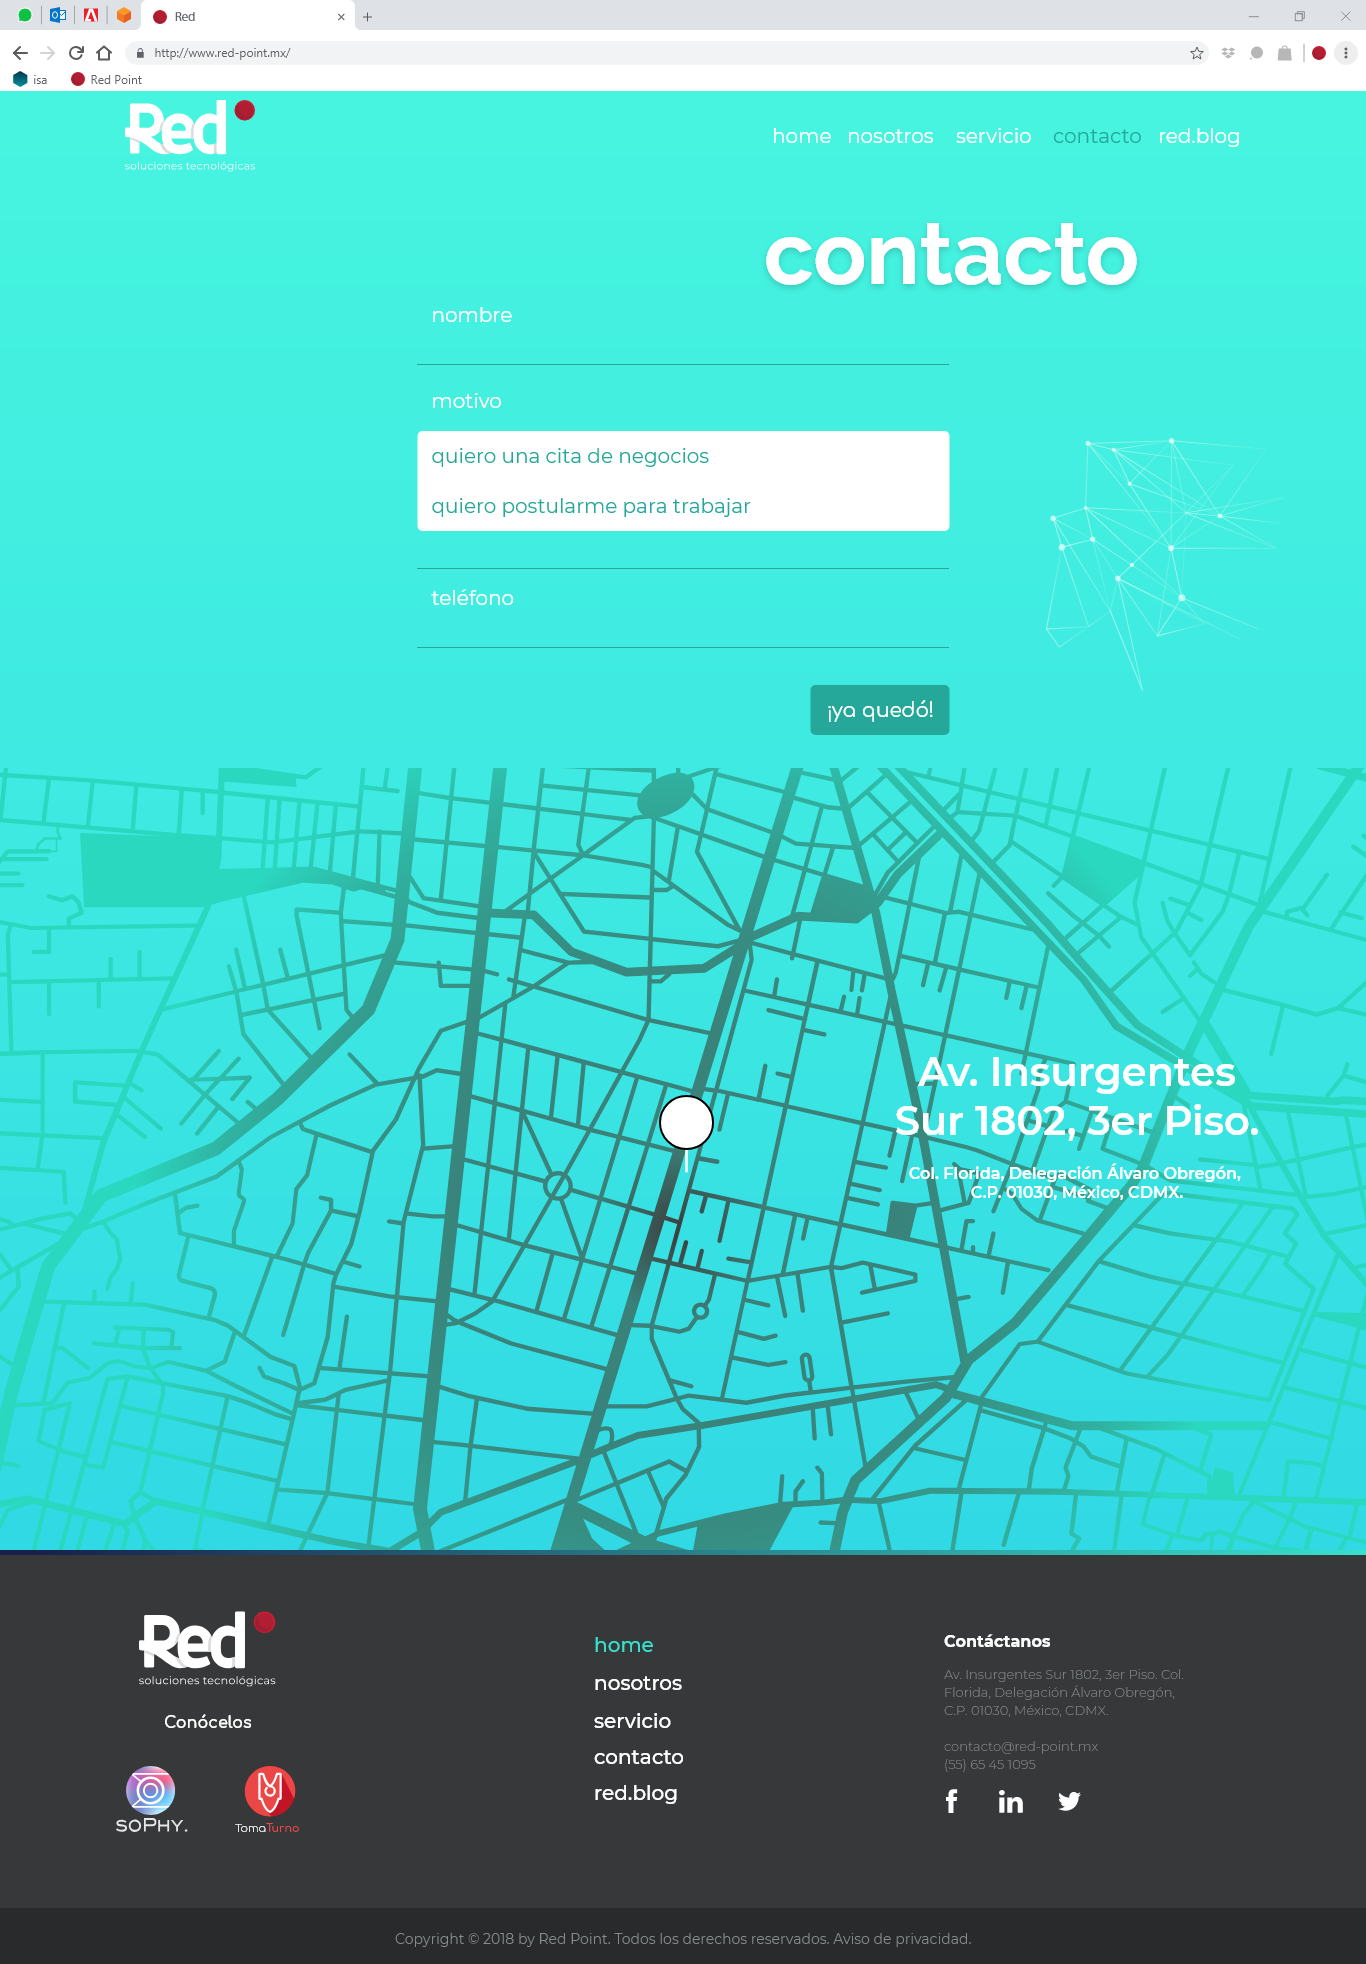 Red
http://www.red-point.mx/
isa
Red Point
Red
soluciones tecnológicas
home nosotros servicio contacto red.blog
contacto
nombre
motivo
quiero una cita de negocios
quiero postularme para trabajar
teléfono
¡ya quedó!
Av. Insurgentes
Sur 1802, 3er Piso.
Col. Florida, Delegación Álvaro Obregón,
C.P. 01030, México, CDMX.
Red
soluciones tecnológicas
Conócelos
SOPHY.
TomaTurno
home
nosotros
servicio
contacto
red.blog
Contáctanos
Av. Insurgentes Sur 1802, 3er Piso. Col.
Florida, Delegación Álvaro Obregón,
C.P. 01030, México, CDMX.
contacto@red-point.mx
(55) 65 45 1095
Copyright © 2018 by Red Point. Todos los derechos reservados. Aviso de privacidad.